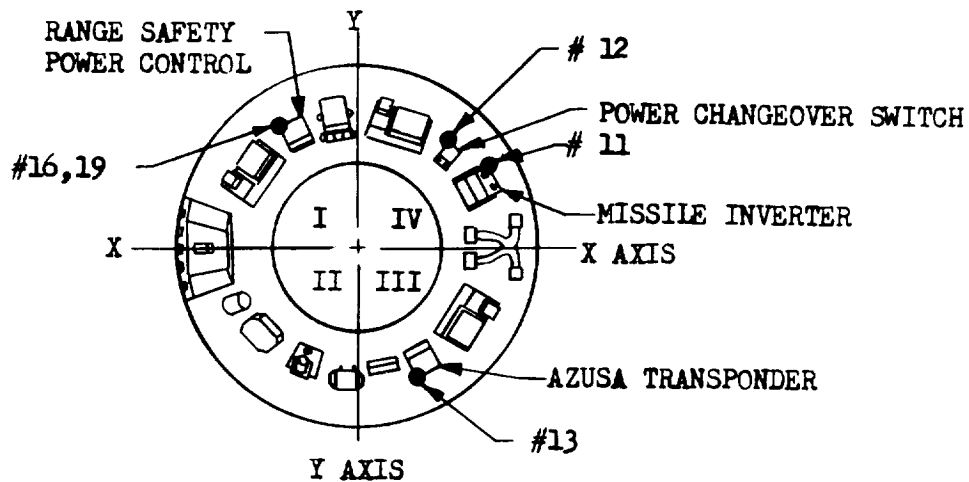 Y
RANGE SAFETY
POWER CONTROL
# 12
POWER CHANGEOVER SWITCH
# 11
#16,19
MISSILE INVERTER
I IV
X X AXIS
II III
AZUSA TRANSPONDER
#13
Y AXIS